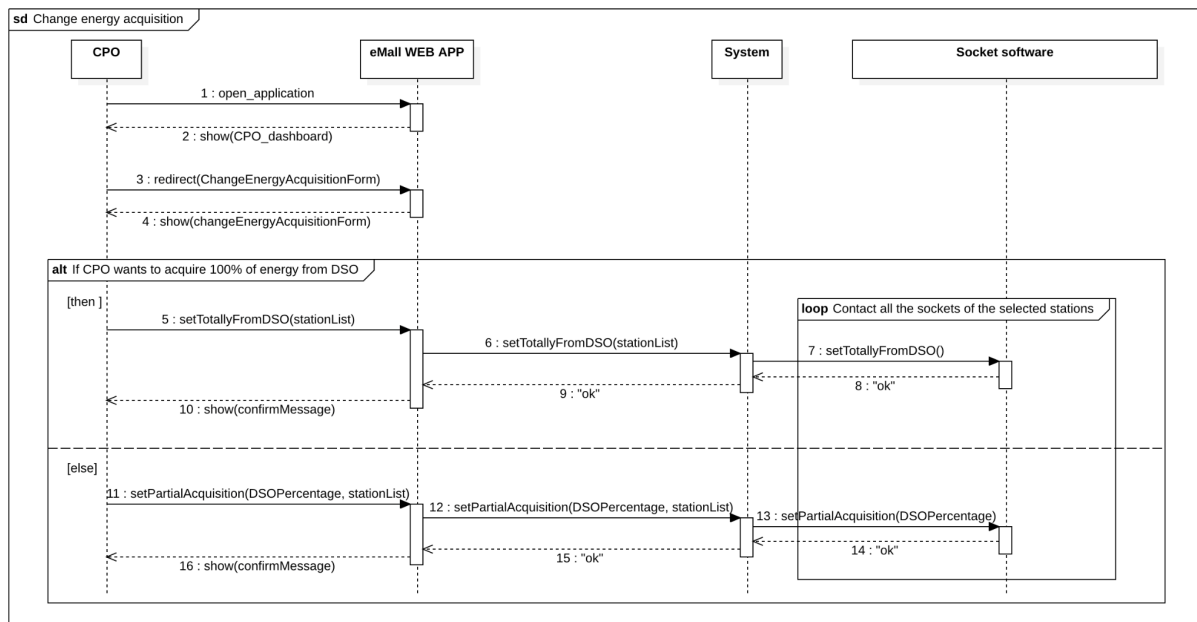 sd Change energy acquisition
CPO
eMall WEB APP
System
Socket software
1 : open_application
2 : show(CPO_dashboard)
3 : redirect(ChangeEnergyAcquisitionForm)
4 : show(changeEnergyAcquisitionForm)
alt If CPO wants to acquire 100% of energy from DSO
[then ]
loop Contact all the sockets of the selected stations
5 : setTotallyFromDSO(stationList)
6 : setTotallyFromDSO(stationList)
7 : setTotallyFromDSO()
8 : "ok"
9 : "ok"
10 : show(confirmMessage)
[else]
11 : setPartialAcquisition(DSOPercentage, stationList)
12 : setPartialAcquisition(DSOPercentage, stationList)
13 : setPartialAcquisition(DSOPercentage)
14 : "ok"
15 : "ok"
16 : show(confirmMessage)